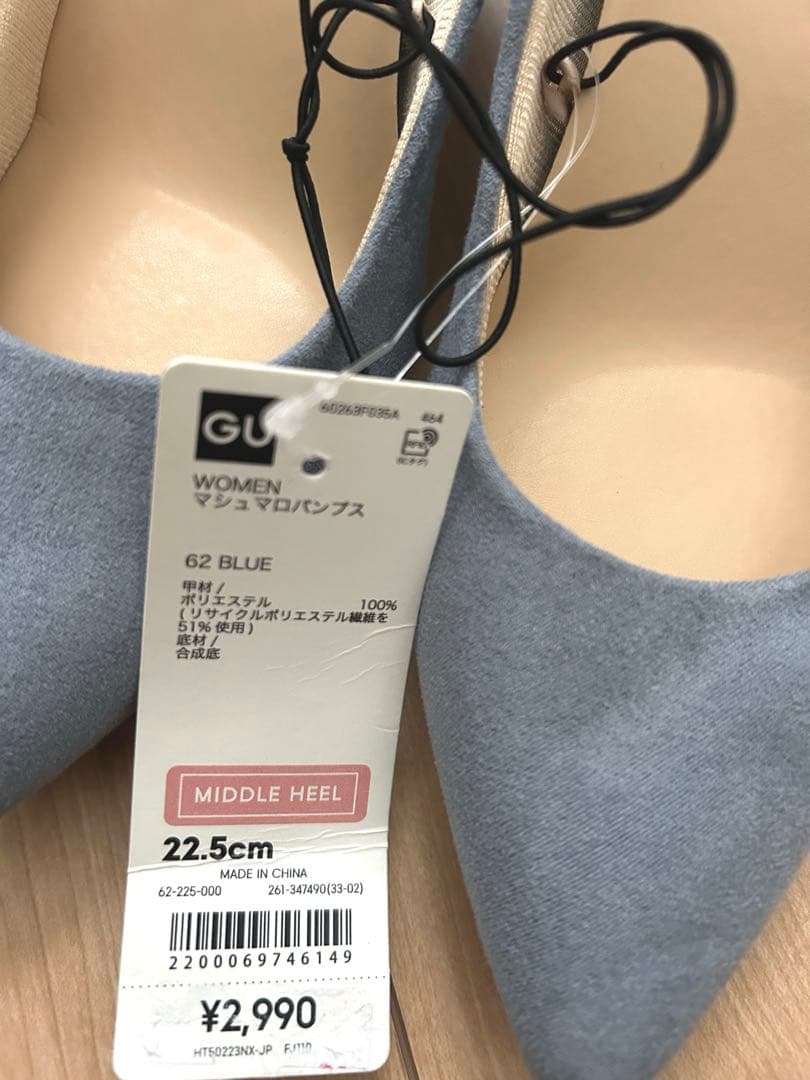 GU
60263F035A 464
WOMEN
マシュマロパンプス
62 BLUE
甲材 /
ポリエステル 100%
( リサイクルポリエステル繊維を
51% 使用 )
底材 /
合成底
MIDDLE HEEL
22.5cm
MADE IN CHINA
62-225-000 261-347490(33-02)
2200069746149
¥2,990
HT50223NX-JP FJ110